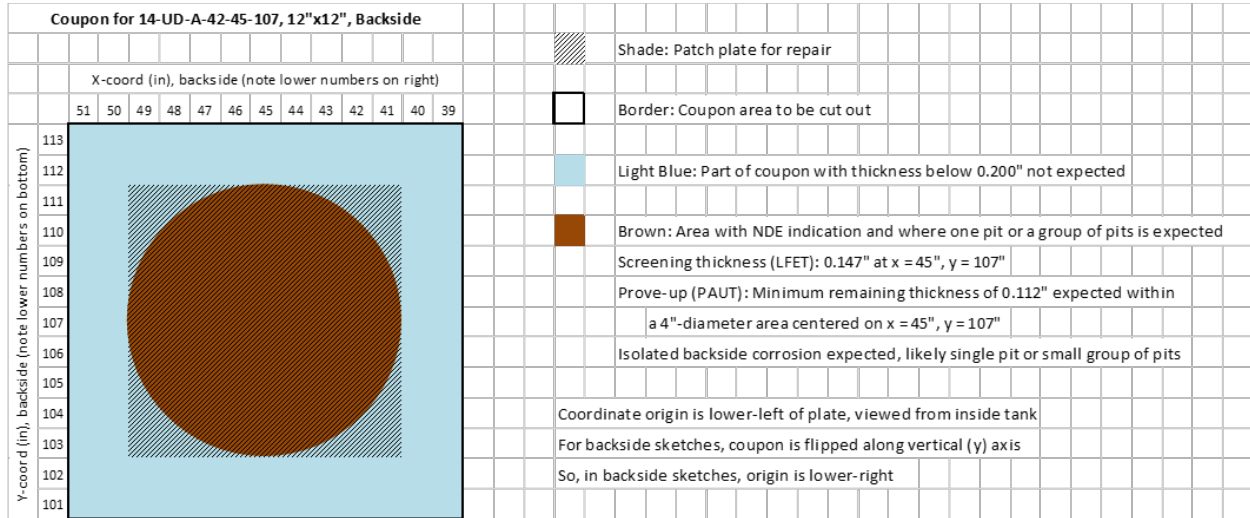 Coupon for 14-UD-A-42-45-107, 12"x12", Backside
Shade: Patch plate for repair
X-coord (in), backside (note lower numbers on right)
51 50 49 48 47 46 45 44 43 42 41 40 39
Border: Coupon area to be cut out
Y-coord (in), backside (note lower numbers on bottom)
113
112
111
110
109
108
107
106
105
104
103
102
101
Light Blue: Part of coupon with thickness below 0.200" not expected
Brown: Area with NDE indication and where one pit or a group of pits is expected
Screening thickness (LFET): 0.147" at x = 45", y = 107"
Prove-up (PAUT): Minimum remaining thickness of 0.112" expected within
a 4"-diameter area centered on x = 45", y = 107"
Isolated backside corrosion expected, likely single pit or small group of pits
Coordinate origin is lower-left of plate, viewed from inside tank
For backside sketches, coupon is flipped along vertical (y) axis
So, in backside sketches, origin is lower-right